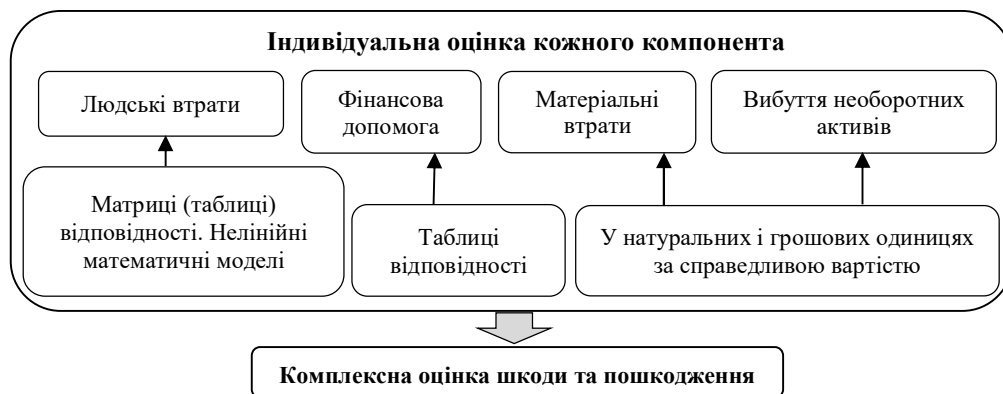 Індивідуальна оцінка кожного компонента
Людські втрати
Фінансова
допомога
Матеріальні
втрати
Вибуття необоротних
активів
Матриці (таблиці)
відповідності. Нелінійні
математичні моделі
Таблиці
відповідності
У натуральних і грошових одиницях
за справедливою вартістю
Комплексна оцінка шкоди та пошкодження